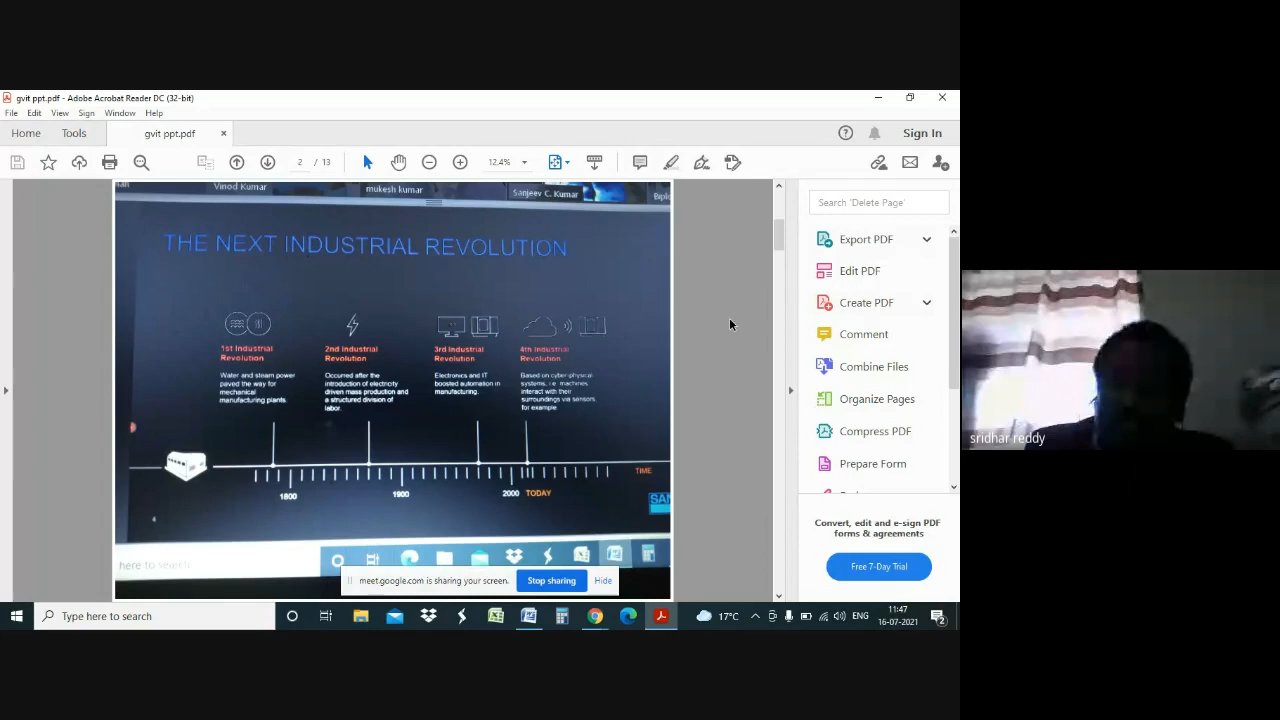 gvit ppt.pdf - Adobe Acrobat Reader DC (32-bit)
File Edit View Sign Window Help
Home Tools gvit ppt.pdf × Sign In
2 / 13 12.4%
Vinod Kumar mukesh kumar Sanjeev C. Kumar
THE NEXT INDUSTRIAL REVOLUTION
1st Industrial
Revolution
Water and steam power
paved the way for
mechanical
manufacturing plants.
2nd Industrial
Revolution
Occurred after the
introduction of electricity
driven mass production and
a structured division of
labor.
3rd Industrial
Revolution
Electronics and IT
boosted automation in
manufacturing.
4th Industrial
Revolution
Based on cyber-physical
systems, i.e machines
interact with their
surroundings via sensors
for example
TIME
1800 1900 2000 TODAY
SAN
4
here to search
meet.google.com is sharing your screen. Stop sharing Hide
Search 'Delete Page'
Export PDF
Edit PDF
Create PDF
Comment
Combine Files
Organize Pages
Compress PDF
Prepare Form
Convert, edit and e-sign PDF
forms & agreements
Free 7-Day Trial
Type here to search 17°C ENG 11:47
16-07-2021
2
sridhar reddy